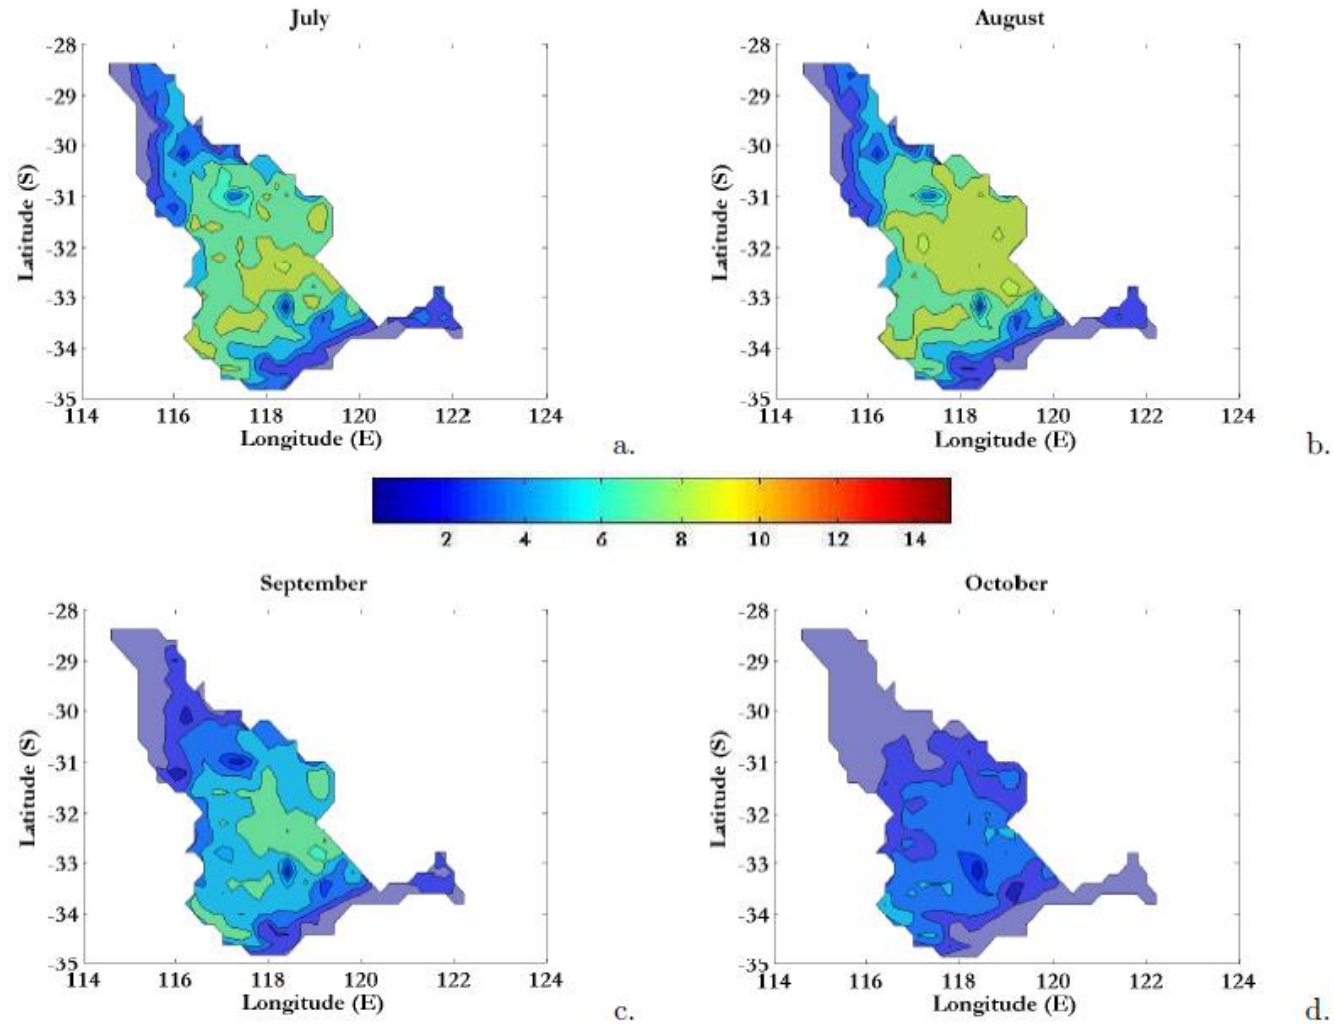 July
August
-28
-29
-30
-31
-32
-33
-34
-35
Latitude (S)
114 116 118 120 122 124
Longitude (E)
a.
-28
-29
-30
-31
-32
-33
-34
-35
Latitude (S)
114 116 118 120 122 124
Longitude (E)
b.
2 4 6 8 10 12 14
September
October
-28
-29
-30
-31
-32
-33
-34
-35
Latitude (S)
114 116 118 120 122 124
Longitude (E)
c.
-28
-29
-30
-31
-32
-33
-34
-35
Latitude (S)
114 116 118 120 122 124
Longitude (E)
d.